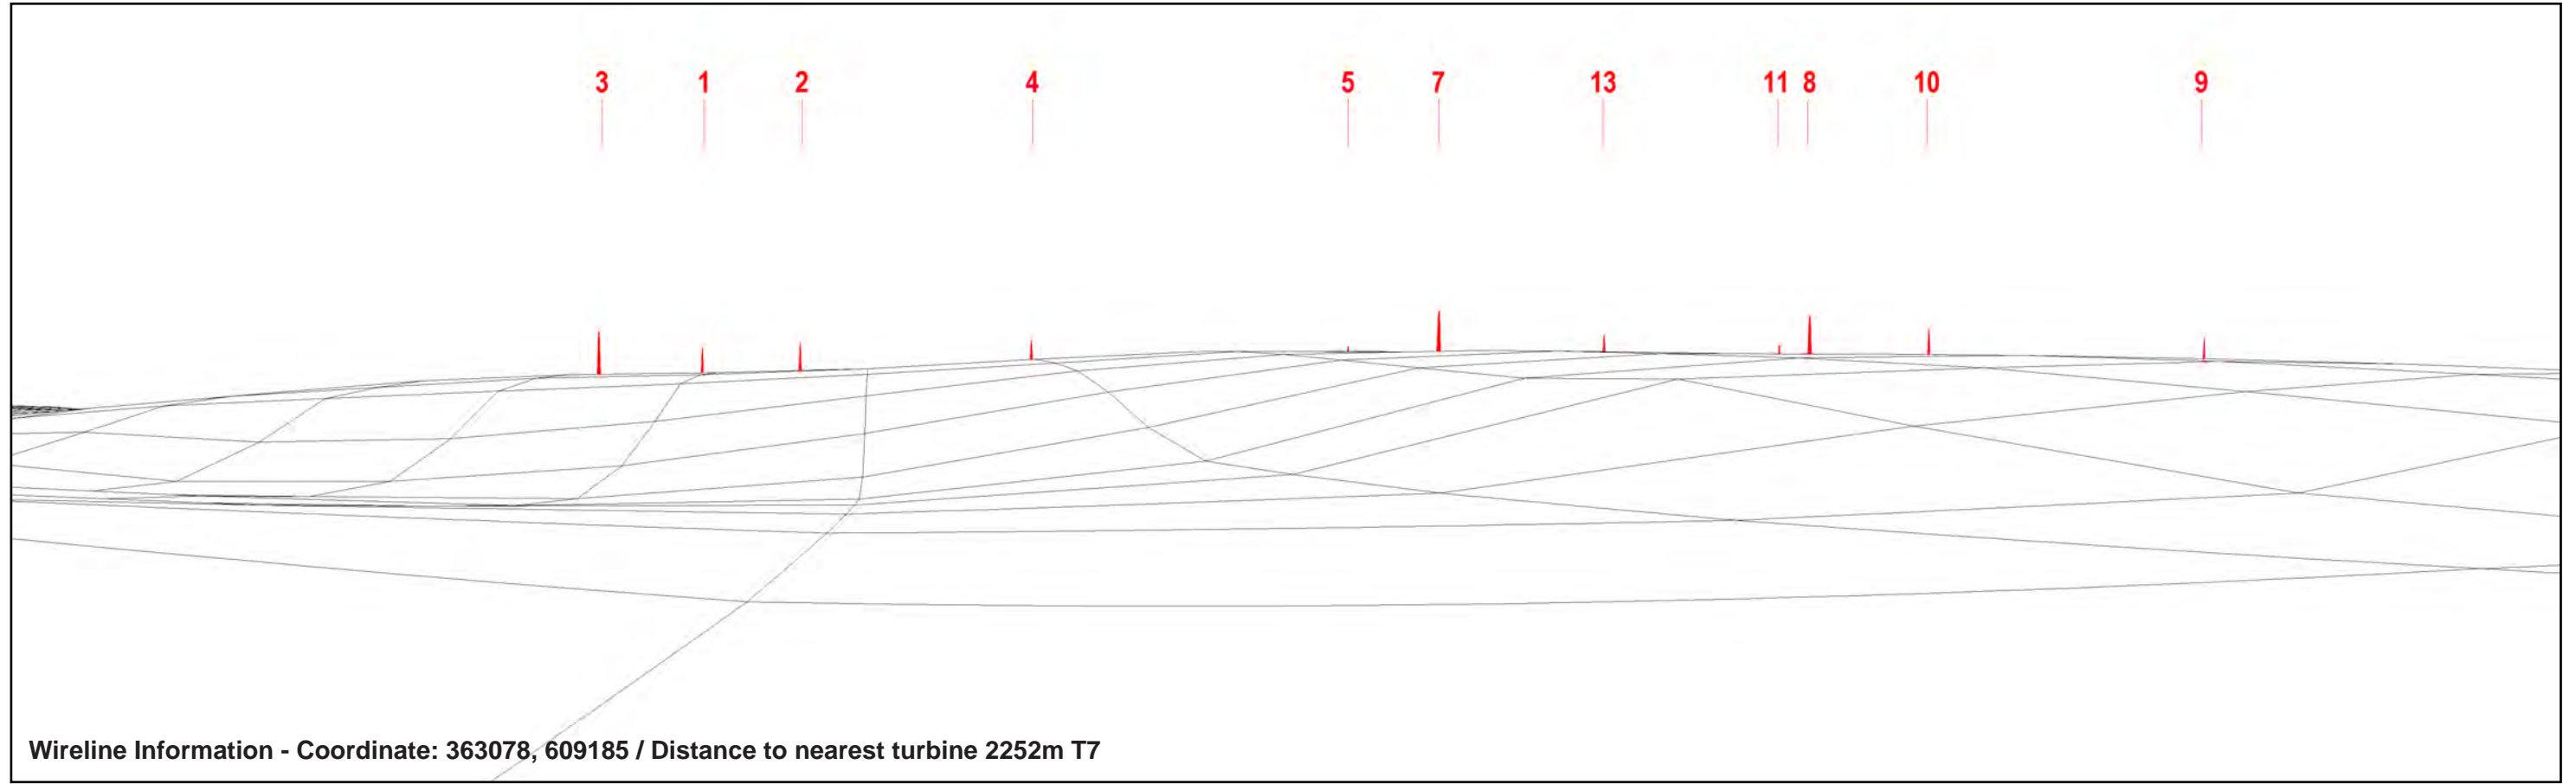 3 1 2 4 5 7 13 11 8 10 9
Wireline Information - Coordinate: 363078, 609185 / Distance to nearest turbine 2252m T7